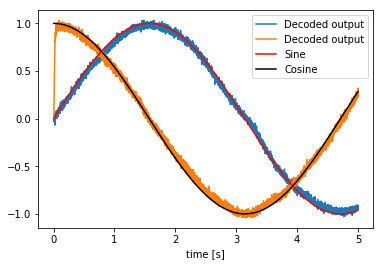 Decoded output
Decoded output
Sine
Cosine
1.0
0.5
0.0
−0.5
−1.0
0 1 2 3 4 5
time [s]